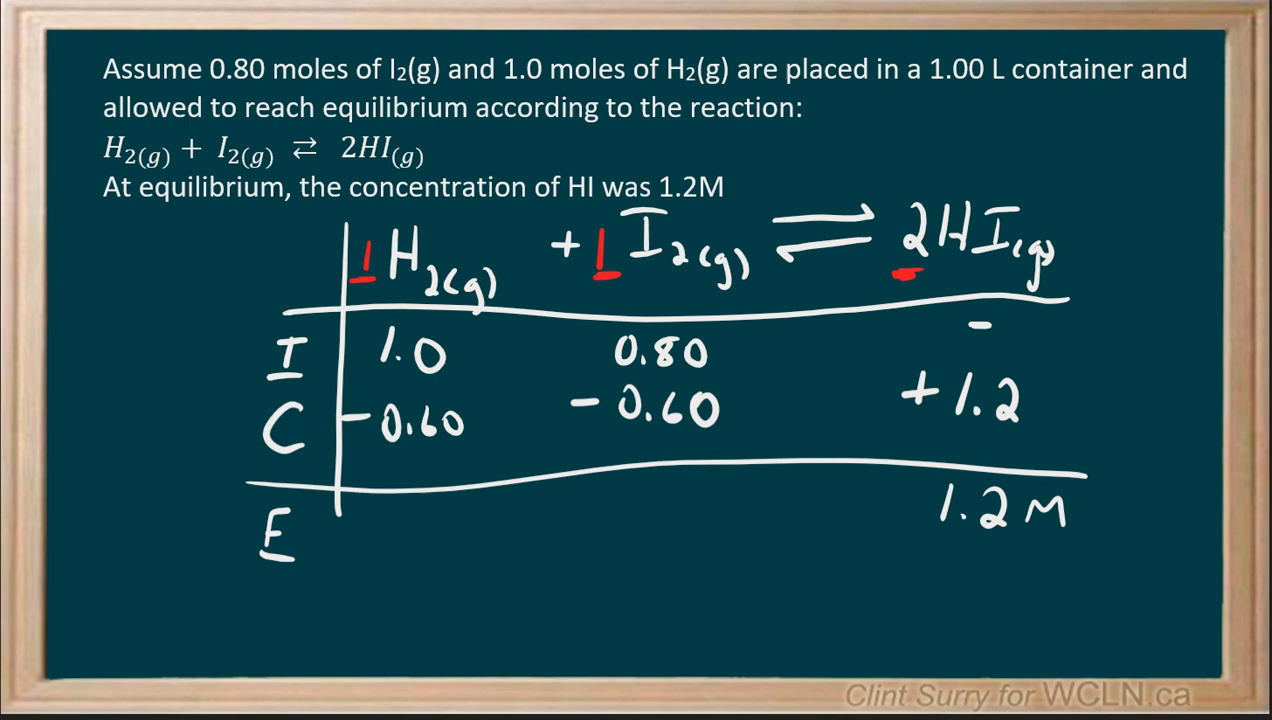 Assume 0.80 moles of I₂(g) and 1.0 moles of H₂(g) are placed in a 1.00 L container and
allowed to reach equilibrium according to the reaction:
H₂(g) + I₂(g) ⇄ 2HI(g)
At equilibrium, the concentration of HI was 1.2M
1 H₂(g) + 1 I₂(g) ⇌ 2HI(g)
I 1.0 0.80 -
C -0.60 -0.60 +1.2
E 1.2 M
Clint Surry for WCLN.ca